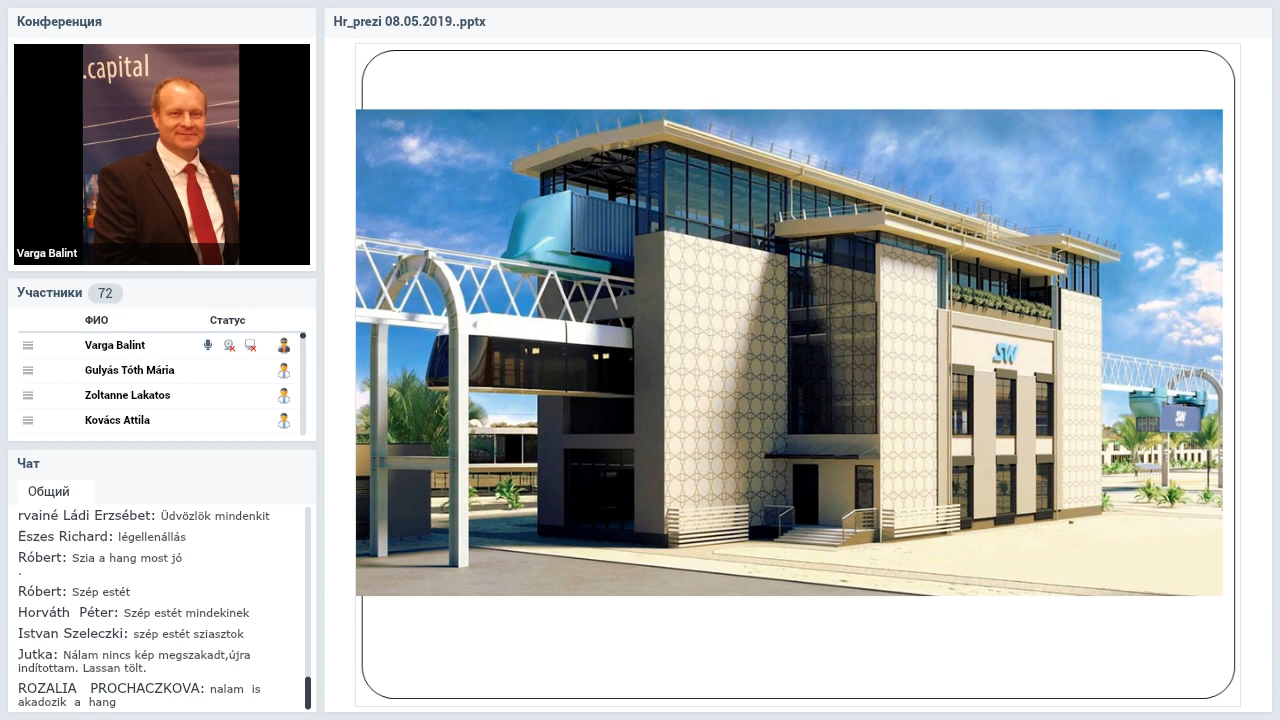 Конференция
.capital
Varga Balint
Участники 72
ФИО Статус
Varga Balint
Gulyás Tóth Mária
Zoltanne Lakatos
Kovács Attila
Чат
Общий
rvainé Ládi Erzsébet: Üdvözlök mindenkit
Eszes Richard:
Róbert: Szia a hang most jó
.
Róbert: Szép estét
Horváth Péter: Szép estét mindekinek
Istvan Szeleczki: szép estét sziasztok
Jutka: Nálam nincs kép megszakadt,újra
indítottam. Lassan tölt.
ROZALIA PROCHACZKOVA: nalam is
akadozik a hang
Hr_prezi 08.05.2019..pptx
SW
SW